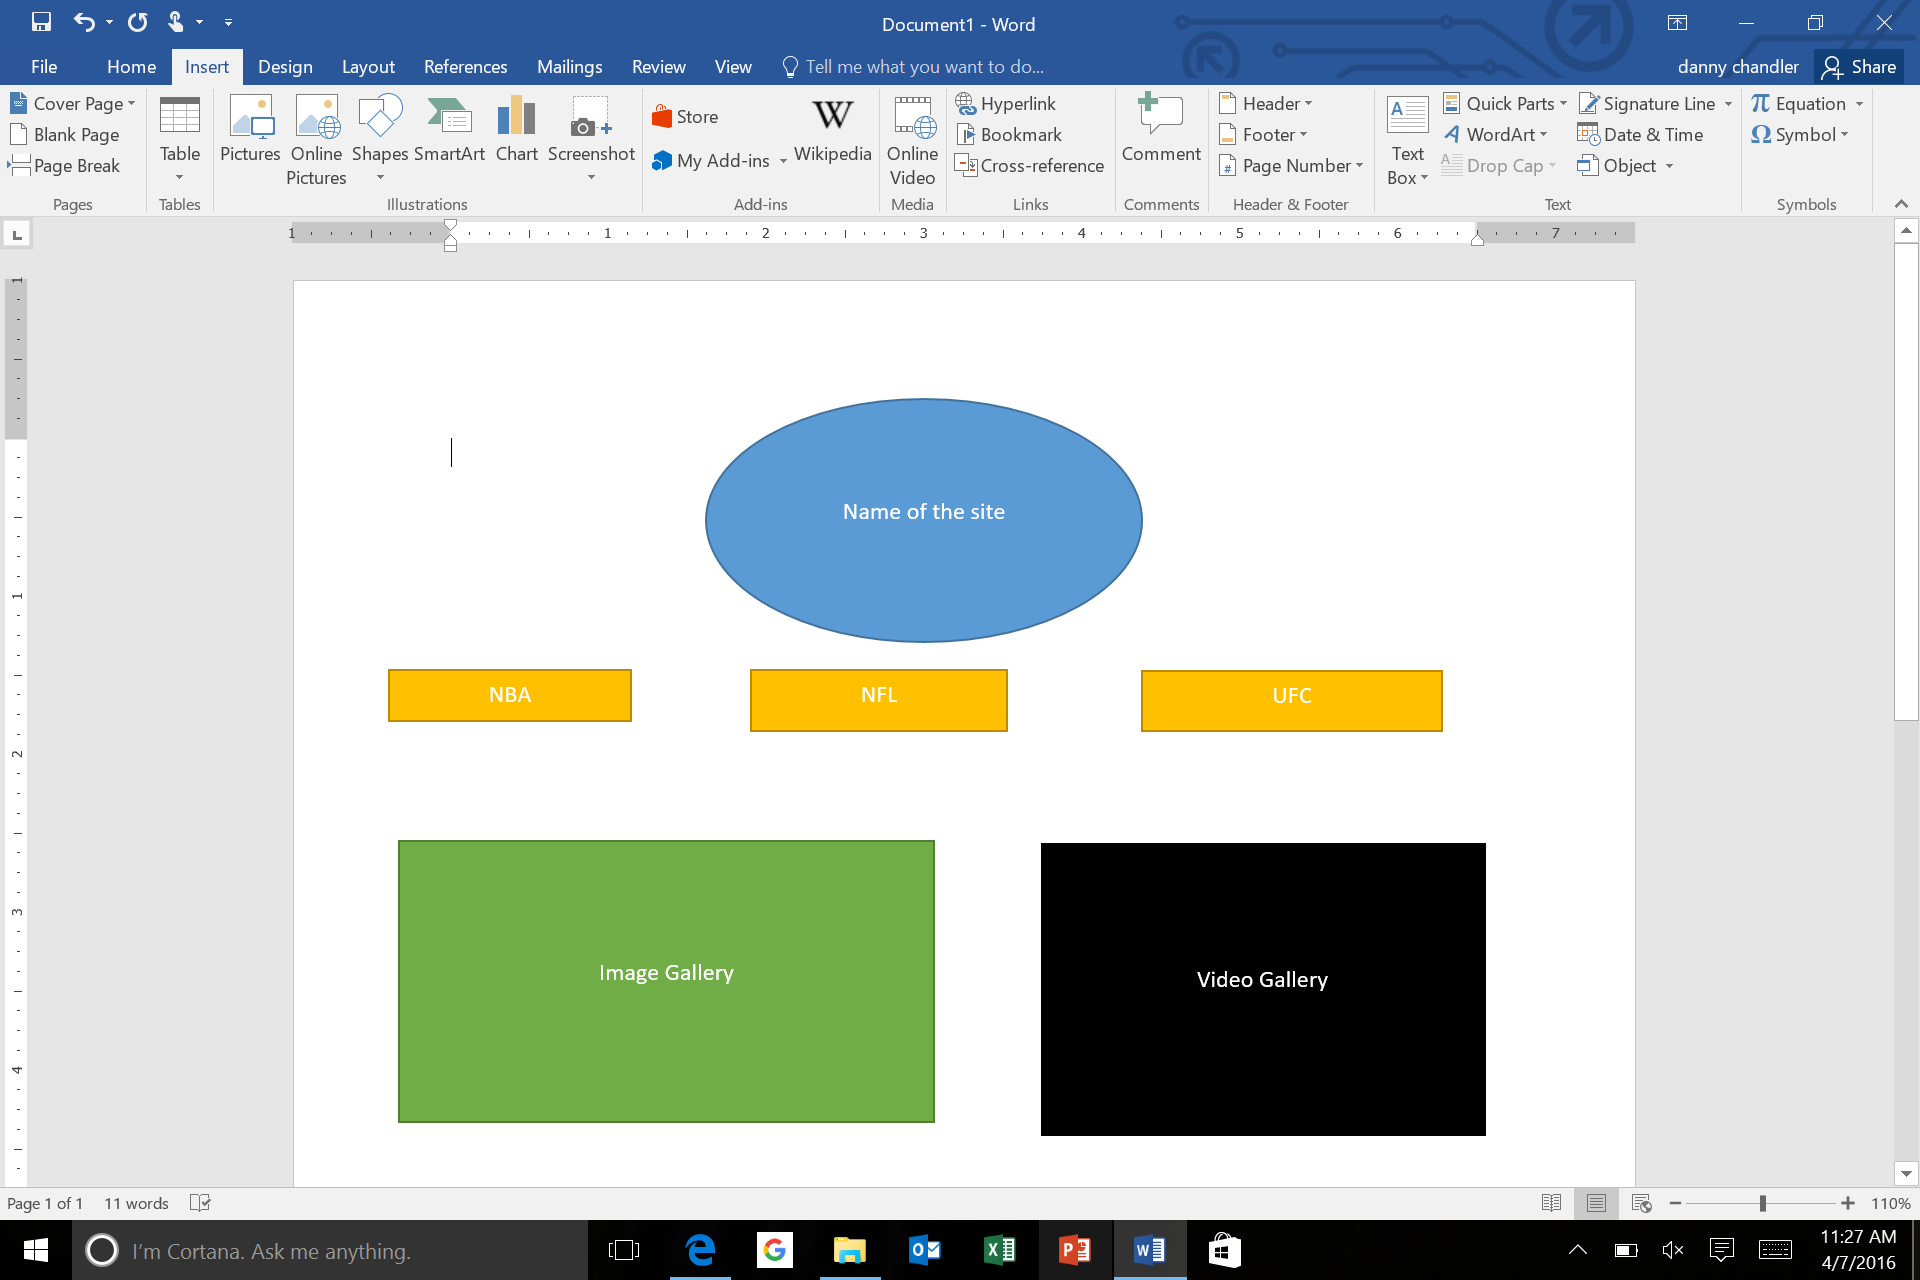 Document1 - Word
File Home Insert Design Layout References Mailings Review View Tell me what you want to do... danny chandler Share
Cover Page
Blank Page
Page Break
Pages
Table
Tables
Pictures
Online Pictures
Shapes
SmartArt
Chart
Screenshot
Illustrations
Store
My Add-ins
Wikipedia
Add-ins
Online Video
Media
Hyperlink
Bookmark
Cross-reference
Links
Comment
Comments
Header
Footer
Page Number
Header & Footer
Text Box
Quick Parts
WordArt
Drop Cap
Signature Line
Date & Time
Object
Text
Equation
Symbol
Symbols
1 1 2 3 4 5 6 7
1
1
2
3
4
Name of the site
NBA NFL UFC
Image Gallery
Video Gallery
Page 1 of 1 11 words 110%
I'm Cortana. Ask me anything.
11:27 AM
4/7/2016